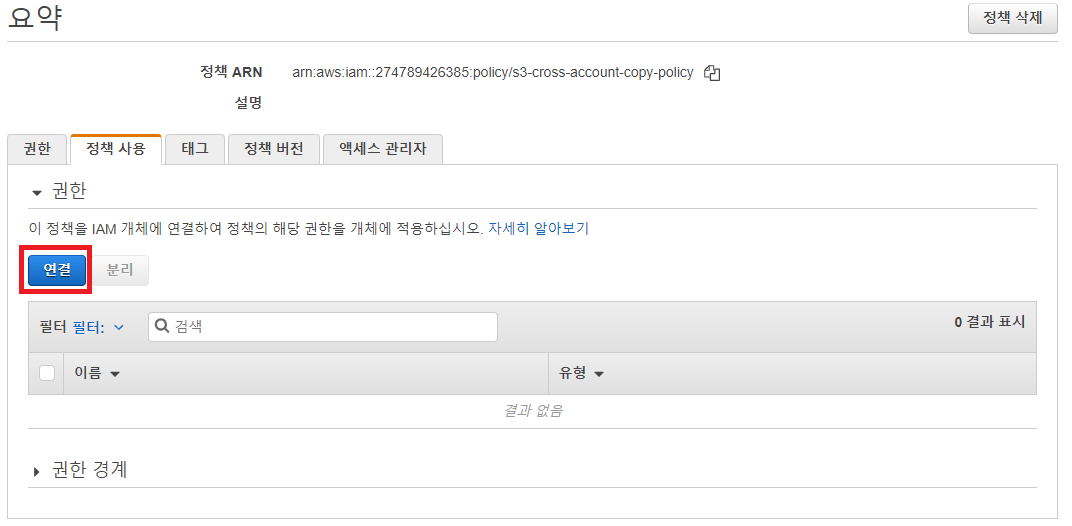 요약
정책 삭제
정책 ARN arn:aws:iam::274789426385:policy/s3-cross-account-copy-policy
설명
권한 정책 사용 태그 정책 버전 액세스 관리자
권한
이 정책을 IAM 개체에 연결하여 정책의 해당 권한을 개체에 적용하십시오. 자세히 알아보기
연결 분리
필터 필터: 검색 0 결과 표시
이름 유형
결과 없음
권한 경계